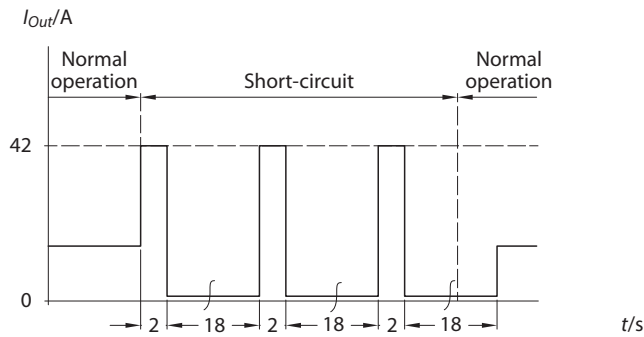 I_Out/A
Normal operation
Short-circuit
Normal operation
42
0
2 18 2 18 2 18
t/s